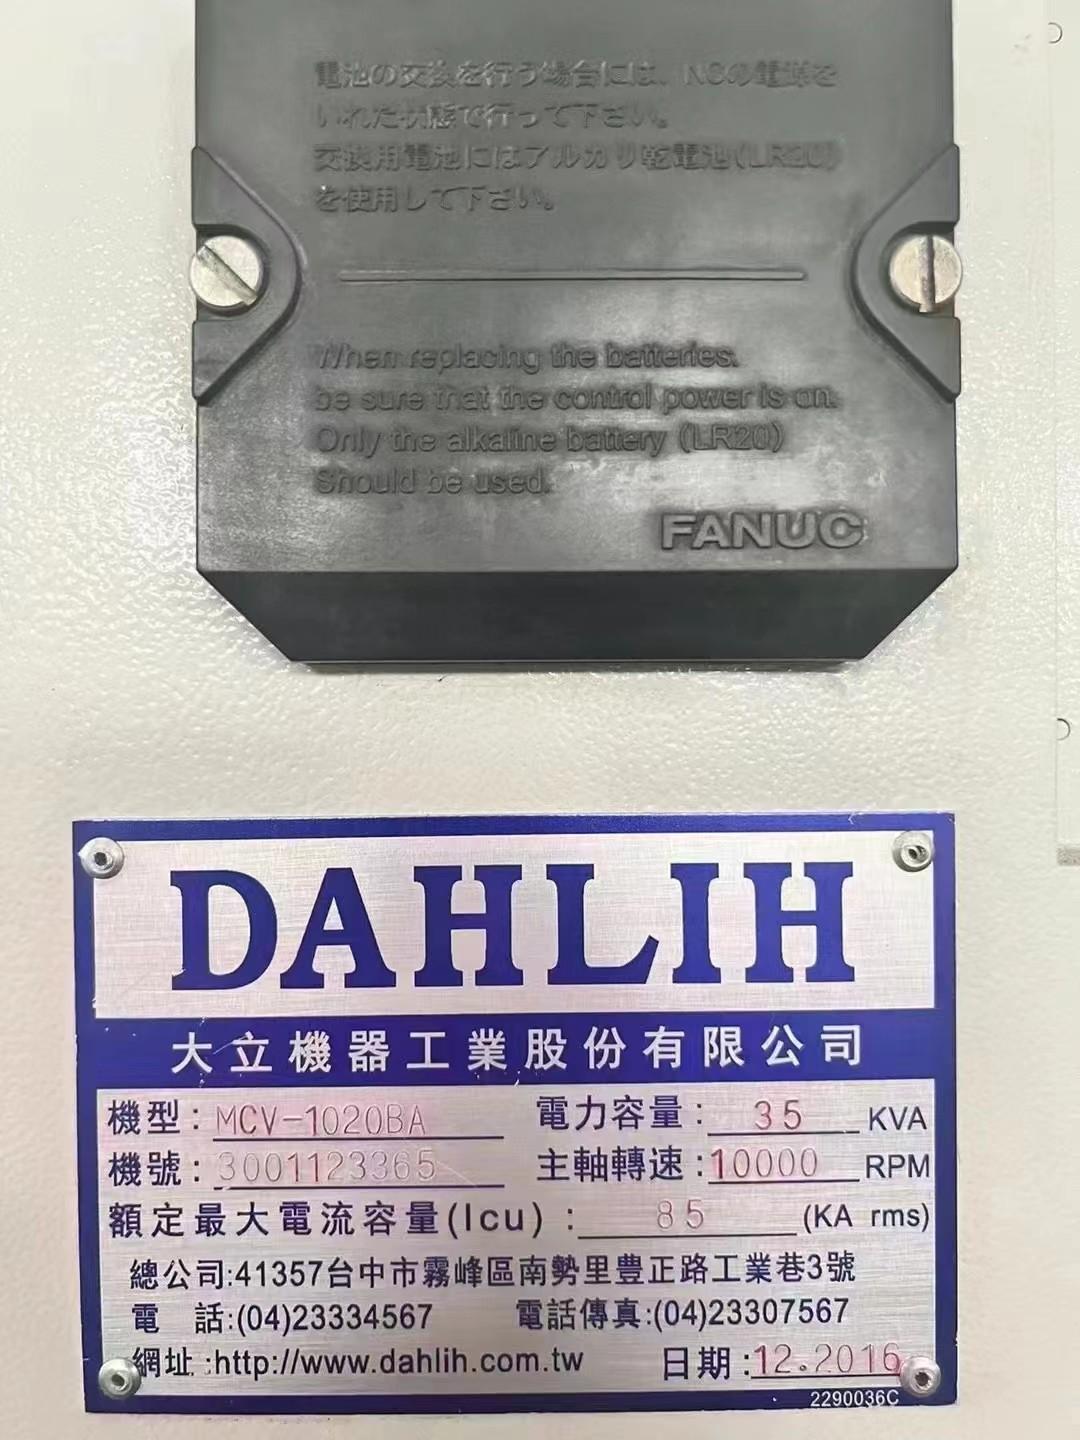 電池の交換を行う場合には、NCの電源を
いれた状態で行って下さい。
交換用電池にはアルカリ乾電池(LR20)
を使用して下さい。
When replacing the batteries.
be sure that the control power is on.
Only the alkaline battery (LR20)
Should be used.
FANUC
DAHLIH
大立機器工業股份有限公司
機型: MCV-1020BA 電力容量: 35 KVA
機號: 3001123365 主軸轉速: 10000 RPM
額定最大電流容量(Icu) : 85 (KA rms)
總公司:41357台中市霧峰區南勢里豊正路工業巷3號
電 話:(04)23334567 電話傳真:(04)23307567
網址:http://www.dahlih.com.tw 日期:12.2016
2290036C